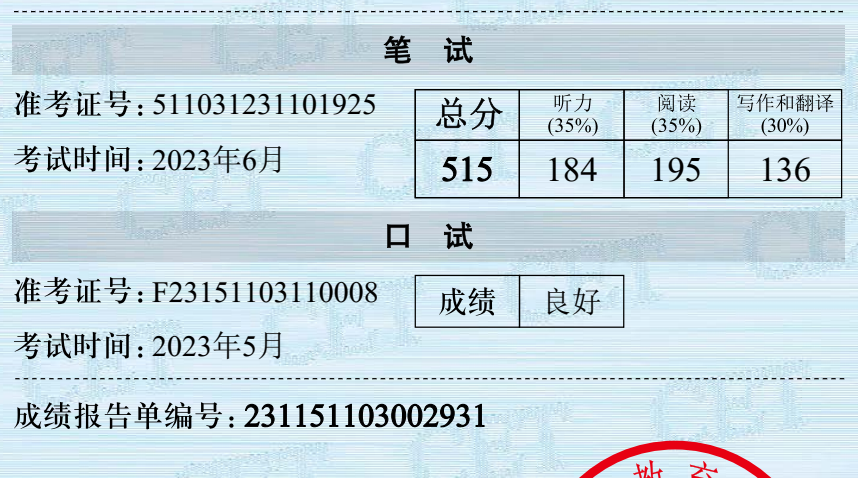 笔 试
准考证号:511031231101925
考试时间:2023年6月
总分 听力(35%) 阅读(35%) 写作和翻译(30%)
515 184 195 136
口 试
准考证号:F23151103110008
考试时间:2023年5月
成绩 良好
成绩报告单编号:231151103002931